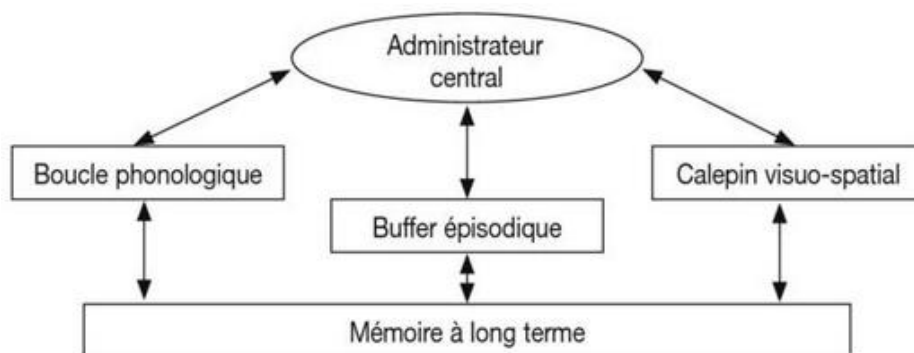 Administrateur
central
Boucle phonologique
Calepin visuo-spatial
Buffer épisodique
Mémoire à long terme